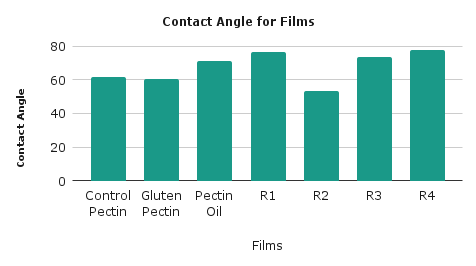 Contact Angle for Films
Contact Angle
80
60
40
20
0
Control Pectin
Gluten Pectin
Pectin Oil
R1
R2
R3
R4
Films